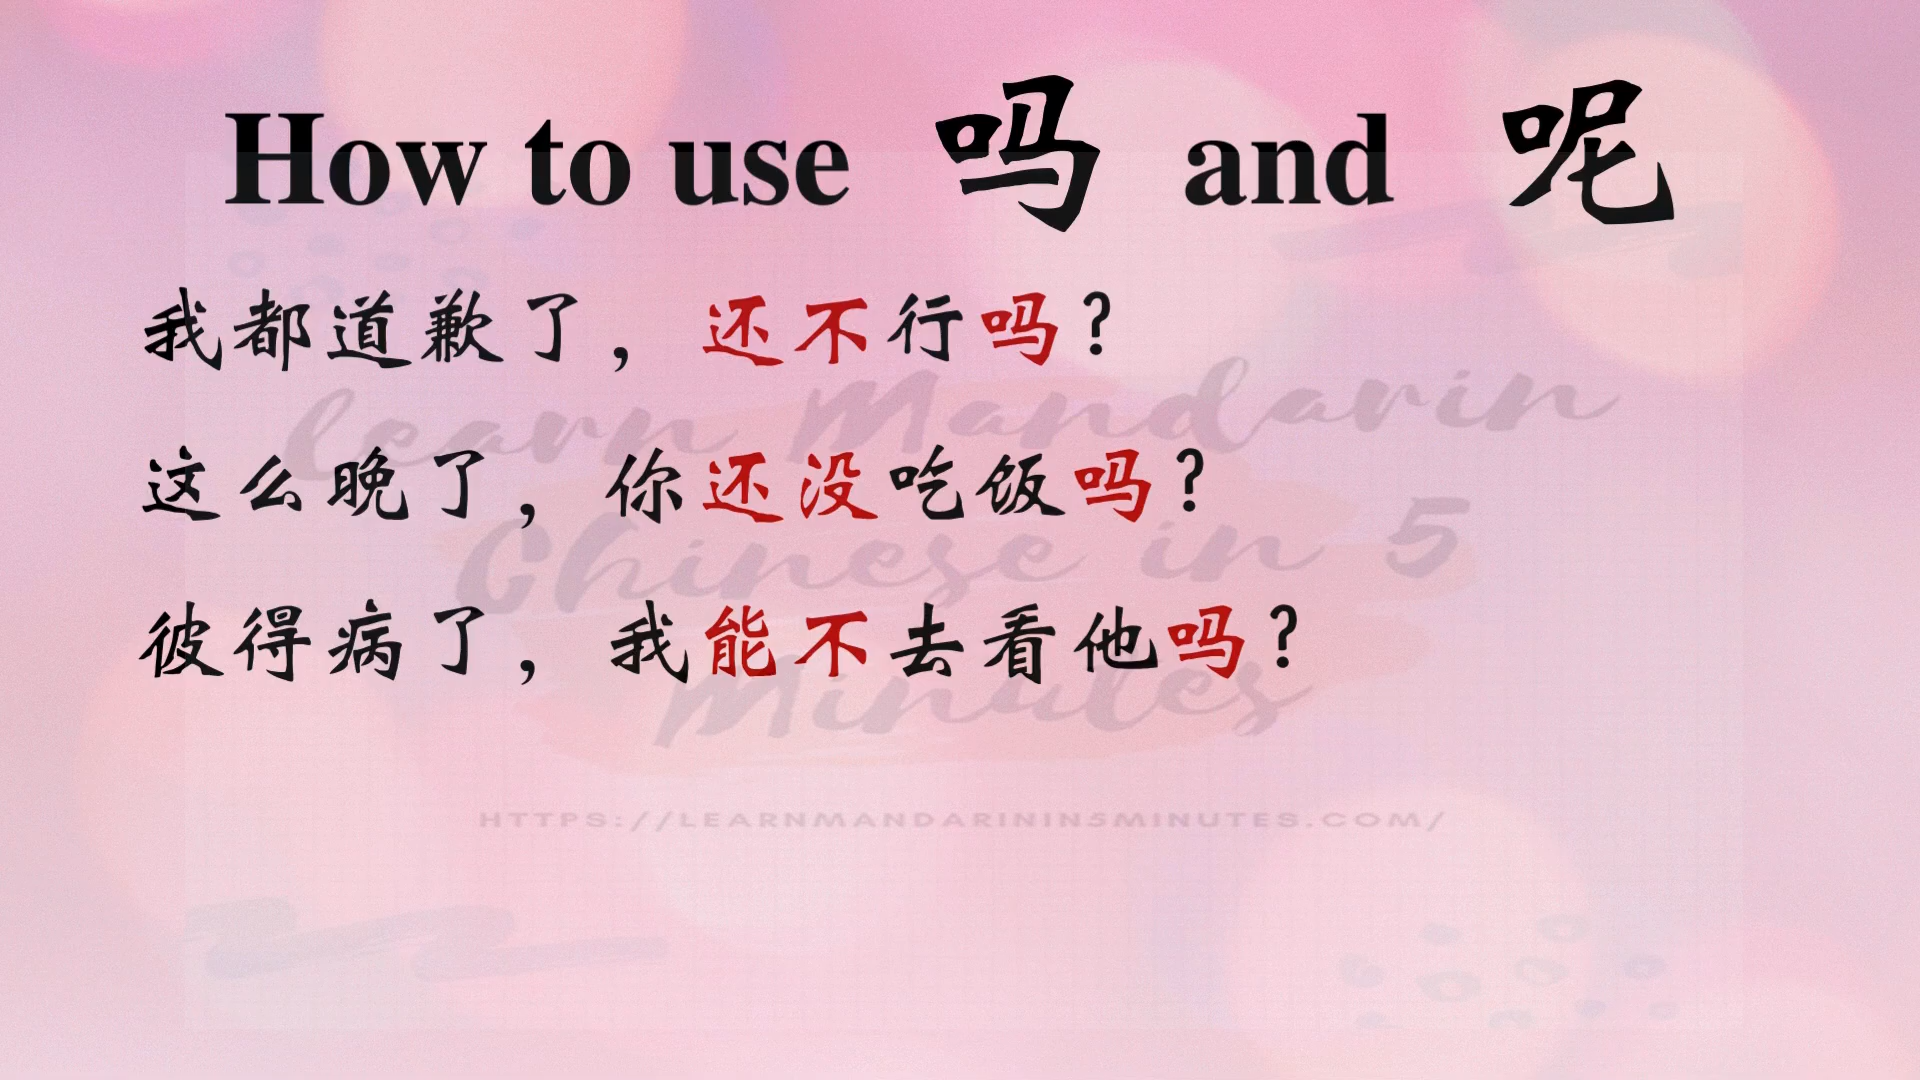 How to use 吗 and 呢
我都道歉了，还不行吗？
learn Mandarin
这么晚了，你还没吃饭吗？
Chinese in 5
彼得病了，我能不去看他吗？
Minutes
HTTPS://LEARNMANDARININ5MINUTES.COM/